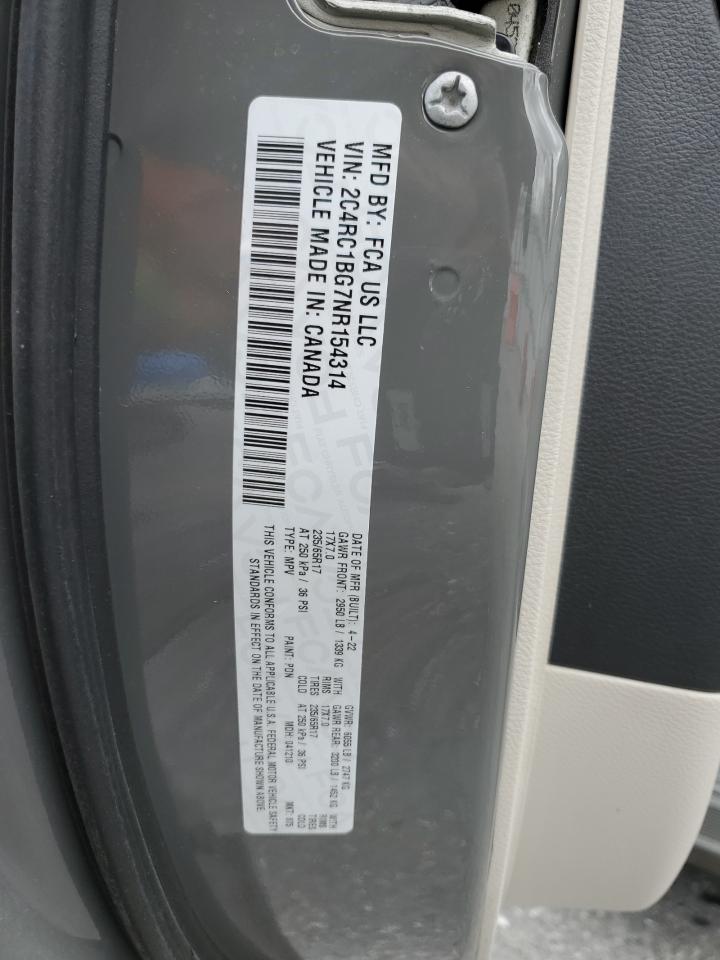 MFD BY: FCA US LLC
VIN: 2C4RC1BG7NR154314
VEHICLE MADE IN: CANADA
DATE OF MFR (BUILT): 4-22 GVWR: 6055 LB / 2747 KG
GAWR FRONT: 2950 LB / 1339 KG WITH GAWR REAR: 3200 LB / 1452 KG WITH
17X7.0 RIMS 17X7.0 RIMS
235/65R17 TIRES 235/65R17 TIRES
AT 250 kPa / 36 PSI COLD AT 250 kPa / 36 PSI COLD
TYPE: MPV PAINT: PDN MDH: 041210 MKT:
THIS VEHICLE CONFORMS TO ALL APPLICABLE U.S.A. FEDERAL MOTOR VEHICLE SAFETY
STANDARDS IN EFFECT ON THE DATE OF MANUFACTURE SHOWN ABOVE.